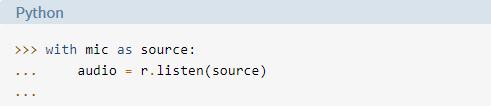 Python
>>> with mic as source:
...     audio = r.listen(source)
...